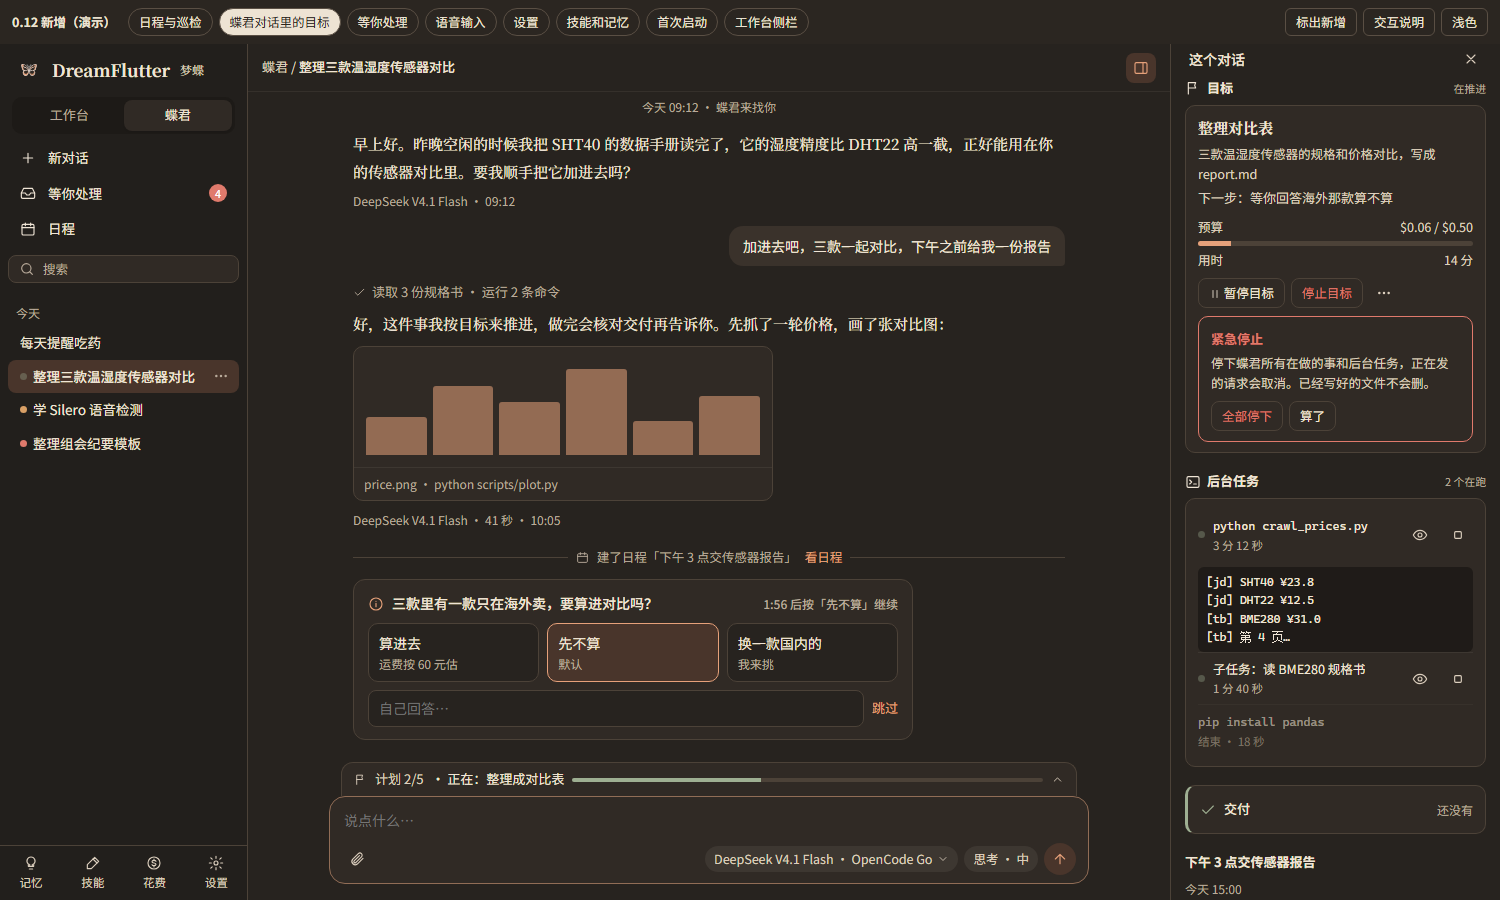 0.12 新增（演示）
日程与巡检
蝶君对话里的目标
等你处理
语音输入
设置
技能和记忆
首次启动
工作台侧栏
标出新增
交互说明
浅色
DreamFlutter 梦蝶
工作台
蝶君
新对话
等你处理
4
日程
搜索
今天
每天提醒吃药
整理三款温湿度传感器对比
学 Silero 语音检测
整理组会纪要模板
记忆
技能
花费
设置
蝶君 / 整理三款温湿度传感器对比
今天 09:12 • 蝶君来找你
早上好。昨晚空闲的时候我把 SHT40 的数据手册读完了，它的湿度精度比 DHT22 高一截，正好能用在你
的传感器对比里。要我顺手把它加进去吗？
DeepSeek V4.1 Flash • 09:12
加进去吧，三款一起对比，下午之前给我一份报告
读取 3 份规格书 • 运行 2 条命令
好，这件事我按目标来推进，做完会核对交付再告诉你。先抓了一轮价格，画了张对比图：
price.png • python scripts/plot.py
DeepSeek V4.1 Flash • 41 秒 • 10:05
建了日程「下午 3 点交传感器报告」 看日程
三款里有一款只在海外卖，要算进对比吗？
1:56 后按「先不算」继续
算进去
运费按 60 元估
先不算
默认
换一款国内的
我来挑
自己回答…
跳过
计划 2/5 • 正在：整理成对比表
说点什么…
DeepSeek V4.1 Flash • OpenCode Go
思考 • 中
这个对话
目标
在推进
整理对比表
三款温湿度传感器的规格和价格对比，写成
report.md
下一步：等你回答海外那款算不算
预算
$0.06 / $0.50
用时
14 分
暂停目标
停止目标
紧急停止
停下蝶君所有在做的事和后台任务，正在发
的请求会取消。已经写好的文件不会删。
全部停下
算了
后台任务
2 个在跑
python crawl_prices.py
3 分 12 秒
[jd] SHT40 ¥23.8
[jd] DHT22 ¥12.5
[tb] BME280 ¥31.0
[tb] 第 4 页…
子任务：读 BME280 规格书
1 分 40 秒
pip install pandas
结束 • 18 秒
交付
还没有
下午 3 点交传感器报告
今天 15:00